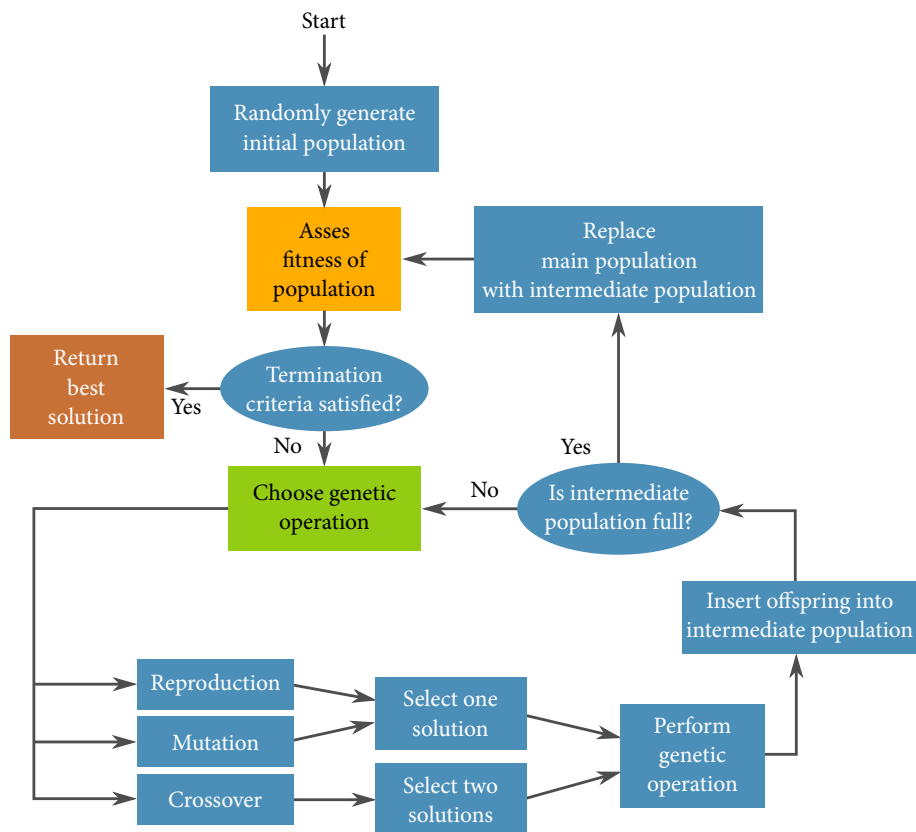 Start
Randomly generate
initial population
Asses
fitness of
population
Replace
main population
with intermediate population
Return
best
solution
Yes
Termination
criteria satisfied?
No
Yes
Choose genetic
operation
No
Is intermediate
population full?
Insert offspring into
intermediate population
Reproduction
Mutation
Crossover
Select one
solution
Select two
solutions
Perform
genetic
operation